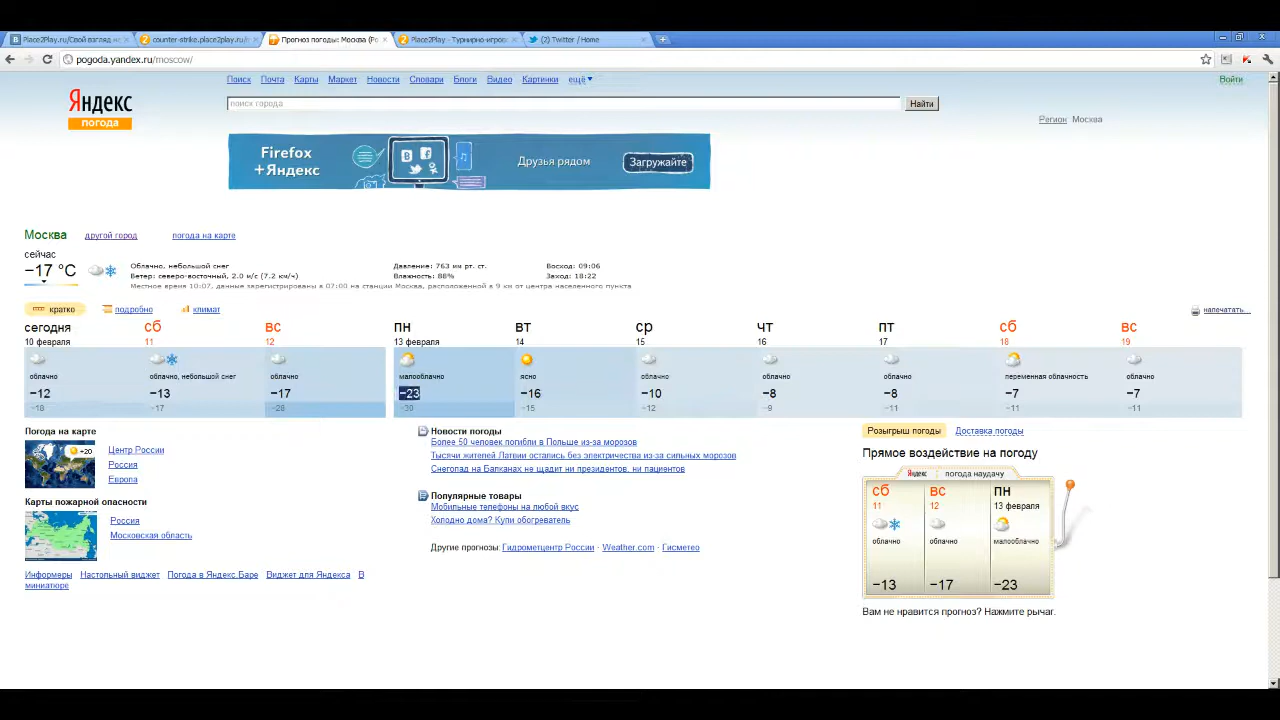 Place2Play.ru/Свой взгляд н
counter-strike.place2play.ru/
Прогноз погоды: Москва (Ро
Place2Play - Турнирно-игров
(2) Twitter / Home
pogoda.yandex.ru/moscow/
Поиск Почта Карты Маркет Новости Словари Блоги Видео Картинки ещё
Войти
Яндекс
погода
поиск города
Найти
Регион Москва
Firefox
+Яндекс
Друзья рядом
Загружайте
Москва другой город погода на карте
сейчас
−17 °C
Облачно, небольшой снег
Ветер: северо-восточный, 2.0 м/с (7.2 км/ч)
Давление: 763 мм рт. ст.
Влажность: 88%
Восход: 09:06
Заход: 18:22
Местное время 10:07, данные зарегистрированы в 07:00 на станции Москва, расположенной в 9 км от центра населенного пункта
кратко подробно климат
напечатать...
сегодня сб вс пн вт ср чт пт сб вс
10 февраля 11 12 13 февраля 14 15 16 17 18 19
облачно облачно, небольшой снег облачно малооблачно ясно облачно облачно облачно переменная облачность облачно
−12 −13 −17 −23 −16 −10 −8 −8 −7 −7
−18 −17 −28 −30 −15 −12 −9 −11 −11 −11
Погода на карте
+20
Центр России
Россия
Европа
Карты пожарной опасности
Россия
Московская область
Информеры Настольный виджет Погода в Яндекс Баре Виджет для Яндекса В
миниатюре
Новости погоды
Более 50 человек погибли в Польше из-за морозов
Тысячи жителей Латвии остались без электричества из-за сильных морозов
Снегопад на Балканах не щадит ни президентов, ни пациентов
Популярные товары
Мобильные телефоны на любой вкус
Холодно дома? Купи обогреватель
Другие прогнозы: Гидрометцентр России · Weather.com · Гисметео
Розыгрыш погоды Доставка погоды
Прямое воздействие на погоду
Яндекс погода наудачу
сб вс пн
11 12 13 февраля
облачно облачно малооблачно
−13 −17 −23
Вам не нравится прогноз? Нажмите рычаг.